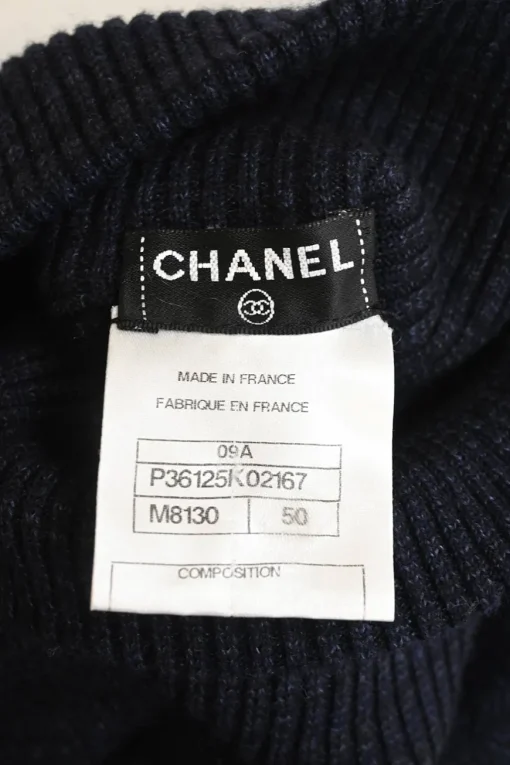 CHANEL
MADE IN FRANCE
FABRIQUE EN FRANCE
09A
P36125K02167
M8130 50
COMPOSITION